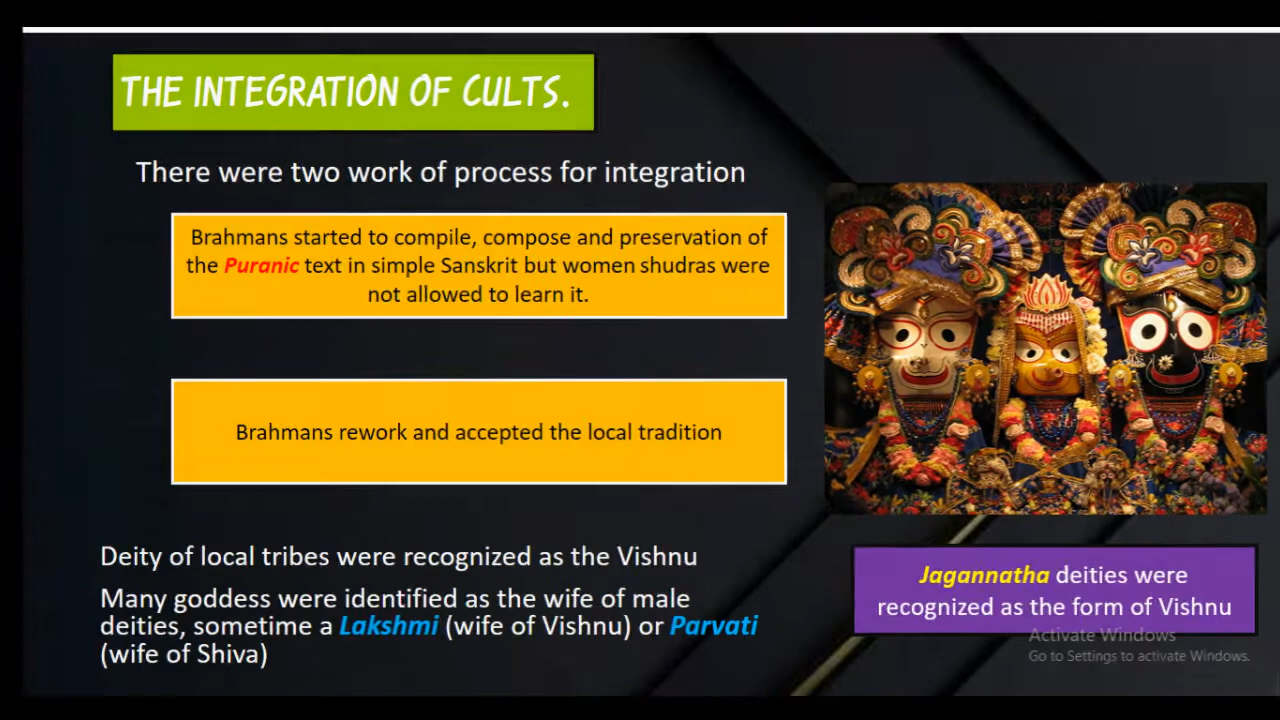 THE INTEGRATION OF CULTS.
There were two work of process for integration
Brahmans started to compile, compose and preservation of
the Puranic text in simple Sanskrit but women shudras were
not allowed to learn it.
Brahmans rework and accepted the local tradition
Deity of local tribes were recognized as the Vishnu
Many goddess were identified as the wife of male
deities, sometime a Lakshmi (wife of Vishnu) or Parvati
(wife of Shiva)
Jagannatha deities were
recognized as the form of Vishnu
Activate Windows
Go to Settings to activate Windows.